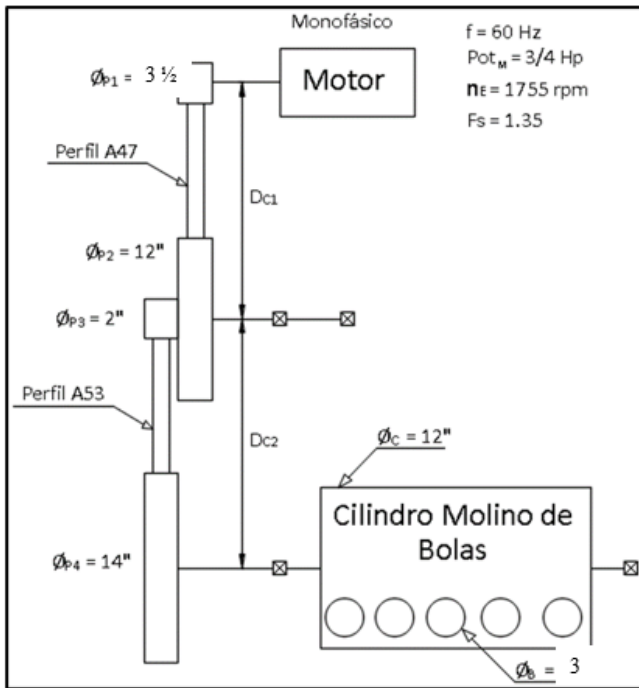 Monofásico
f = 60 Hz
Pot_M = 3/4 Hp
n_E = 1755 rpm
Fs = 1.35
Ø_P1 = 3 ½
Motor
Perfil A47
D_C1
Ø_P2 = 12"
Ø_P3 = 2"
Perfil A53
D_C2
Ø_C = 12"
Cilindro Molino de
Bolas
Ø_P4 = 14"
Ø_B = 3